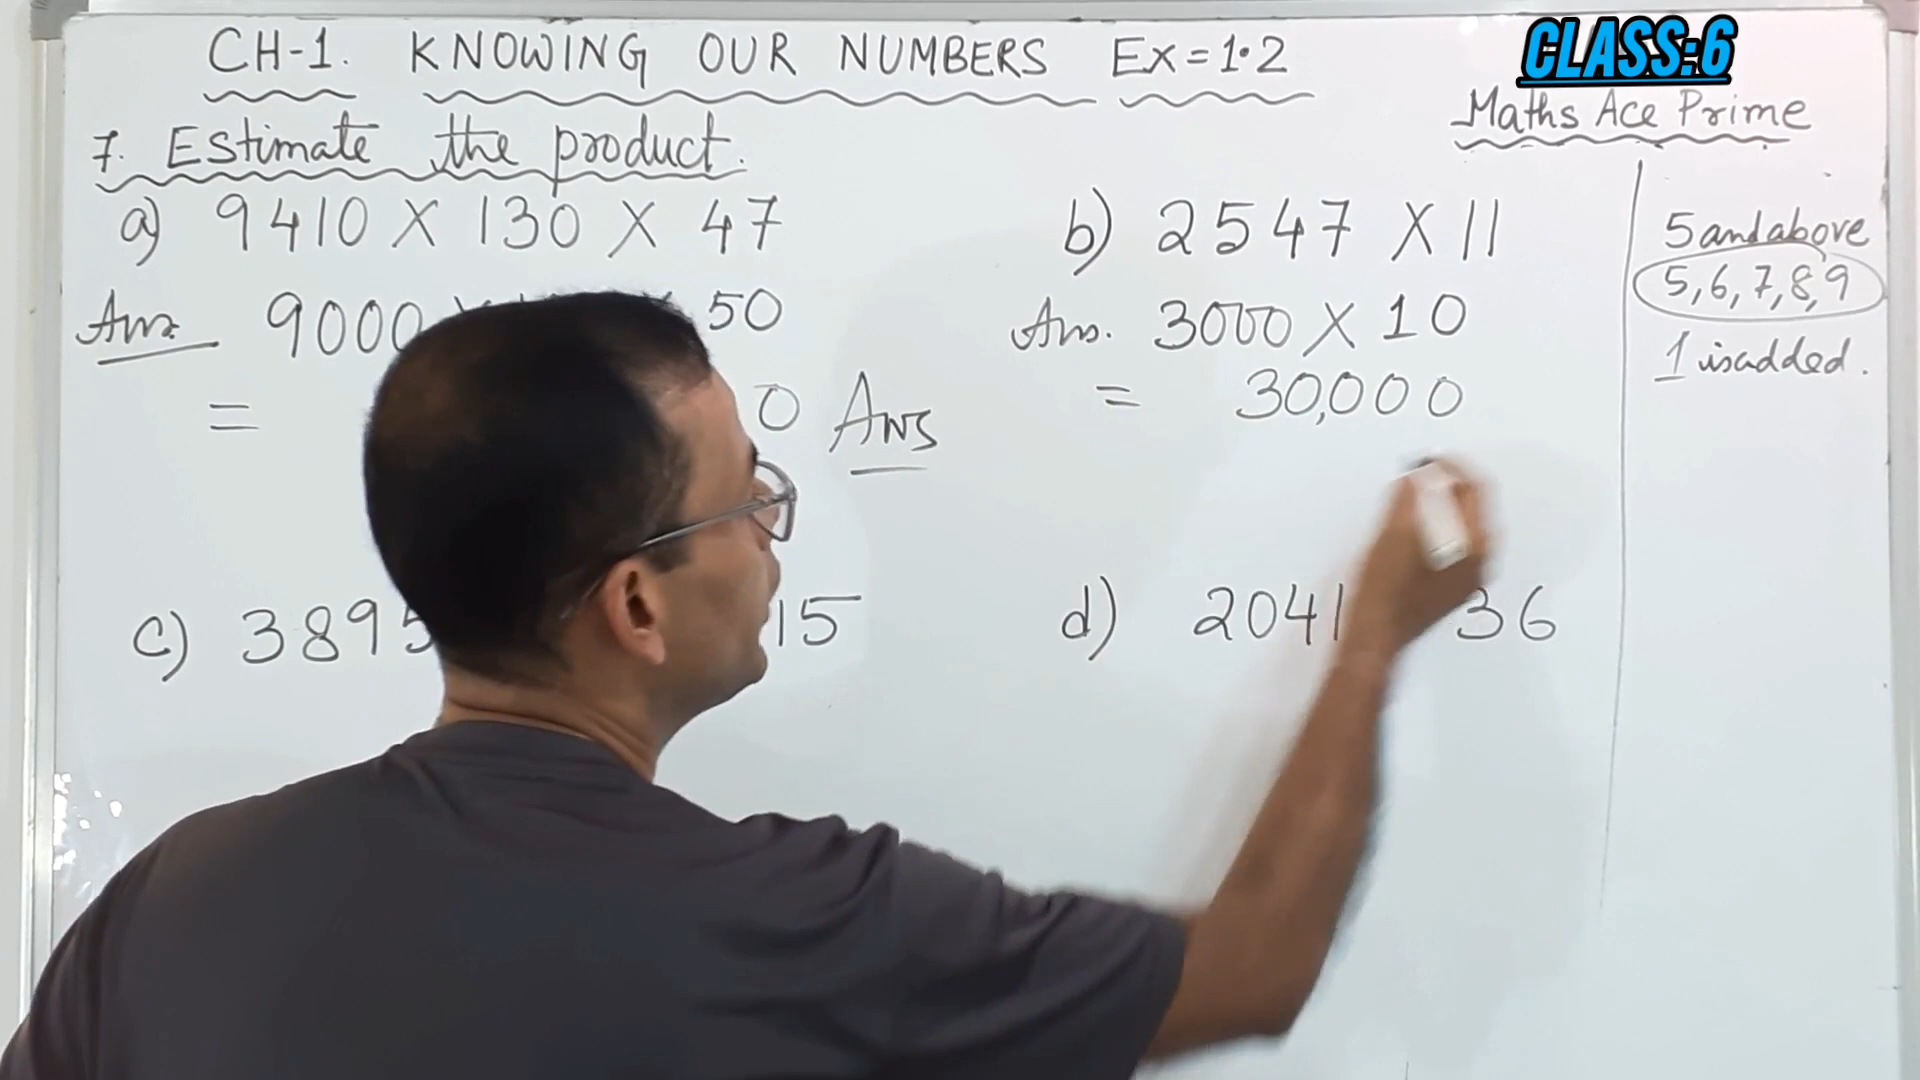 CH-1. KNOWING OUR NUMBERS Ex=1.2
CLASS:6
Maths Ace Prime
7. Estimate the product.
a) 9410 X 130 X 47
Ans. 9000 50
= 0 Ans
b) 2547 X 11
Ans. 3000 X 10
= 30,000
5 and above
5,6,7,8,9
1 is added.
c) 3895 15
d) 2041 36